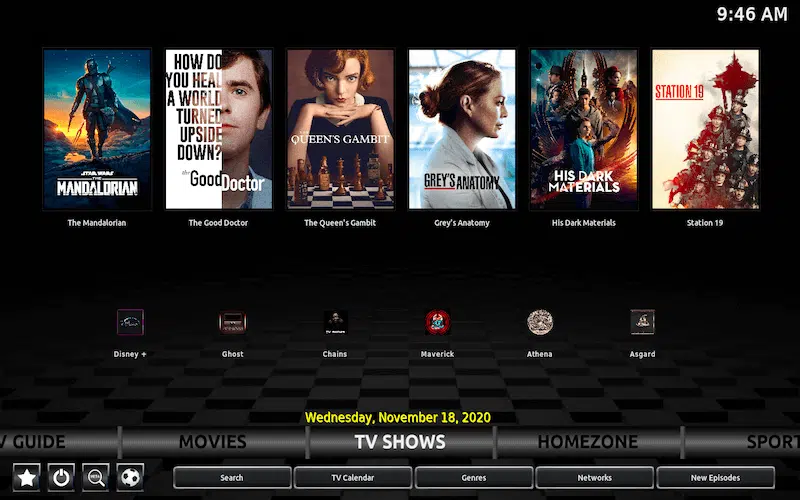 9:46 AM
HOW DO
YOU HEAL
A WORLD
TURNED
UPSIDE
DOWN?
the Good Doctor
STAR WARS
THE
MANDALORIAN
QUEEN'S GAMBIT
GREY'S ANATOMY
HIS DARK
MATERIALS
STATION 19
The Mandalorian
The Good Doctor
The Queen's Gambit
Grey's Anatomy
His Dark Materials
Station 19
Disney +
Ghost
Chains
Maverick
Athena
Asgard
Wednesday, November 18, 2020
V GUIDE
MOVIES
TV SHOWS
HOMEZONE
SPORT
Search
TV Calendar
Genres
Networks
New Episodes